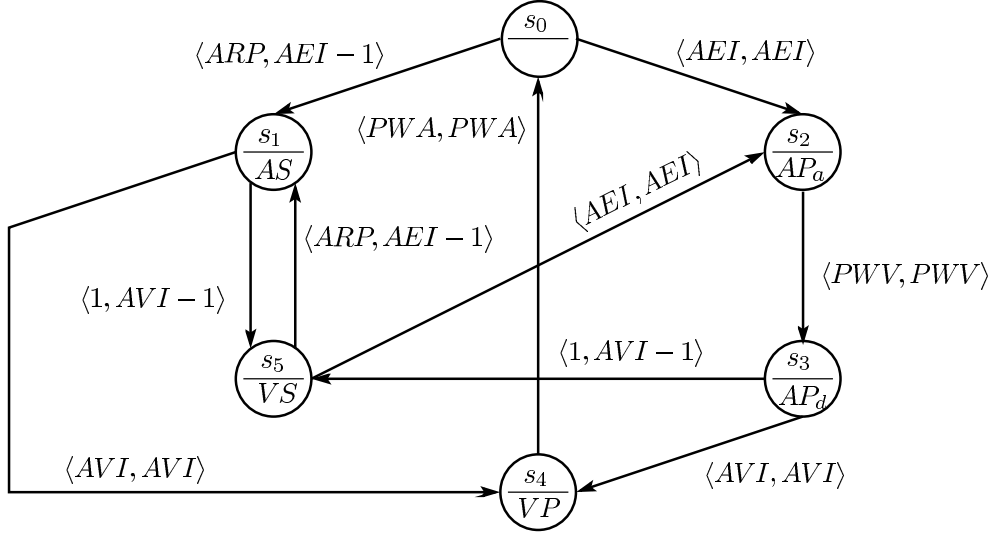 s₀
⟨ARP, AEI − 1⟩
⟨AEI, AEI⟩
⟨PWA, PWA⟩
s₁
AS
s₂
APₐ
⟨AEI, AEI⟩
⟨ARP, AEI − 1⟩
⟨PWV, PWV⟩
⟨1, AVI − 1⟩
⟨1, AVI − 1⟩
s₅
VS
s₃
AP_d
⟨AVI, AVI⟩
⟨AVI, AVI⟩
s₄
VP